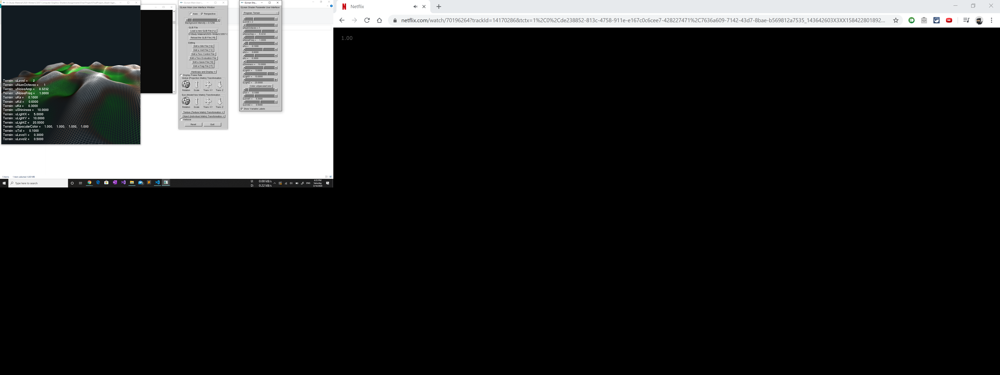 D:\Study Material\2020-Winter\CS557 Computer Graphics Shaders\Assignments\Final Project\FinalProject_Akash Agar...
Terrain : uLevel = 2
Terrain : uNumOctaves = 1
Terrain : uNoiseAmp = 8.3232
Terrain : uNoiseFreq = 1.0000
Terrain : uKa = 0.1000
Terrain : uKd = 0.6000
Terrain : uKs = 0.3000
Terrain : uShininess = 10.0000
Terrain : uLightX = 5.0000
Terrain : uLightY = 10.0000
Terrain : uLightZ = 20.0000
Terrain : uSpecularColor = 1.000, 1.000, 1.000, 1.000
Terrain : uTol = 0.1000
Terrain : uLevel1 = 0.3000
Terrain : uLevel2 = 0.5000
GLman Main User I...
GLman Main User Interface Window
Axes Perspective
Background Intensity = 0.1294
GLIB File
Load a new GLIB File [^L]
D:\Study Material\2020-Winter\CS557 C
Reload the GLIB File [^R]
Editing
Edit a Glib File [^G]
Edit a Vert File [^V]
Edit a Tess Control File
Edit a Tess Evaluation File
Edit a Geom File [^E]
Edit a Frag File [^F]
Hardcopy and Display +
Display Frame Rate
Global (Projection Matrix) Transformation
Rotation Scale Trans XY Trans Z
Eye (ModelView Matrix) Transformation
Rotation Scale Trans XY Trans Z
Texture (Texture Matrix) Transformation +
Object (Individual Matrix) Transformation +
Verbose
Reset Quit
GLman Sha...
GLman Shader Parameter User Interface
Program: Terrain −
uLevel = 2
uNumOctaves = 1
uNoiseAmp = 8.3232
uNoiseFreq = 1.0000
uKa = 0.1000
uKd = 0.6000
uKs = 0.3000
uShininess = 10.0000
uLightX = 5.0000
uLightY = 10.0000
uLightZ = 20.0000
Color: uSpecularColor
uTol = 0.1000
uLevel1 = 0.3000
uLevel2 = 0.5000
Show Variable Labels
5 items 1 item selected 6.60 MB
Type here to search
U: 0.00 kB/s
D: 0.22 kB/s
ENG
4:35 PM
Saturday
3/14/2020
Netflix
netflix.com/watch/70196264?trackId=14170286&tctx=1%2C0%2Cde238852-813c-4758-911e-e167c0c6cee7-428227471%2C7636a609-7142-43d7-8bae-b569812a7535_143642603X3XX158422801892...
1.00